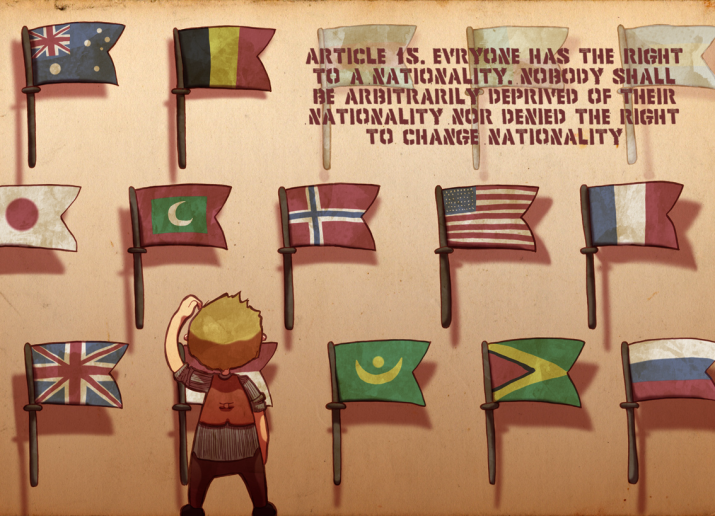 ARTICLE 15. EVRYONE HAS THE RIGHT
TO A NATIONALITY. NOBODY SHALL
BE ARBITRARILY DEPRIVED OF THEIR
NATIONALITY NOR DENIED THE RIGHT
TO CHANGE NATIONALITY